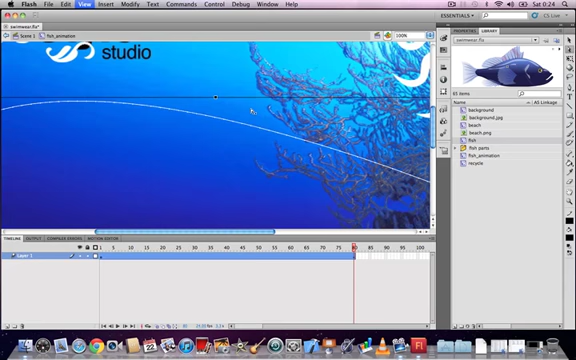 Flash File Edit View Insert Modify Text Commands Control Debug Window Help
Sat 0:24
ESSENTIALS
CS Live
swimwear.fla*
Scene 1 fish_animation
100%
studio
PROPERTIES LIBRARY
swimwear.fla
Name AS Linkage
background
background.jpg
beach
beach.png
fish
fish parts
fish_animation
recycle
TIMELINE OUTPUT COMPILER ERRORS MOTION EDITOR
1 5 10 15 20 25 30 35 40 45 50 55 60 65 70 75 80 85 90 95 100
Layer 1